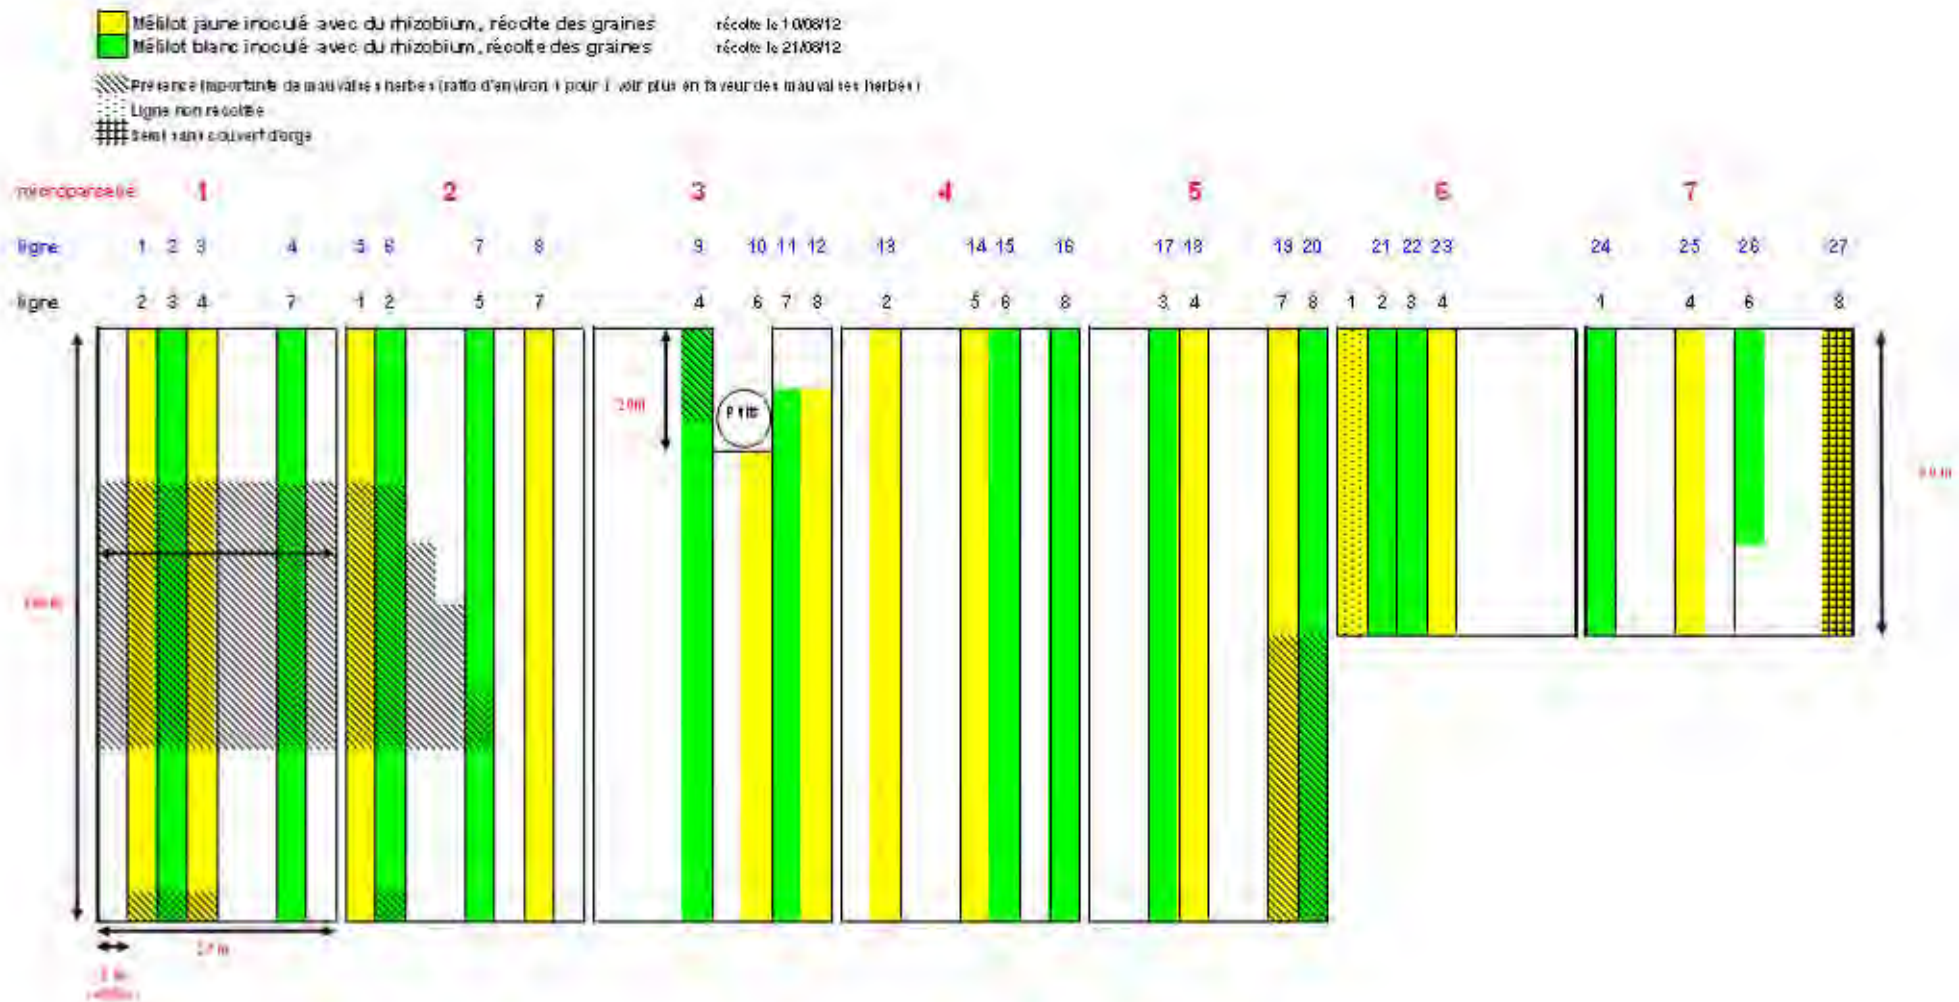 Mélilot jaune inoculé avec du rhizobium, récolte des graines récolte le 10/08/12
Mélilot blanc inoculé avec du rhizobium, récolte des graines récolte le 21/08/12
Présence importante de mauvaises herbes (ratio d'environ 1 pour 1 voir plus en faveur des mauvaises herbes)
Ligne non récoltée
Semi sans couvert d'orge
microparcelle 1 2 3 4 5 6 7
ligne 1 2 3 4 5 6 7 8 9 10 11 12 13 14 15 16 17 18 19 20 21 22 23 24 25 26 27
ligne 2 3 4 7 1 2 5 7 4 6 7 8 2 5 6 8 3 4 7 8 1 2 3 4 1 4 6 8
Puits